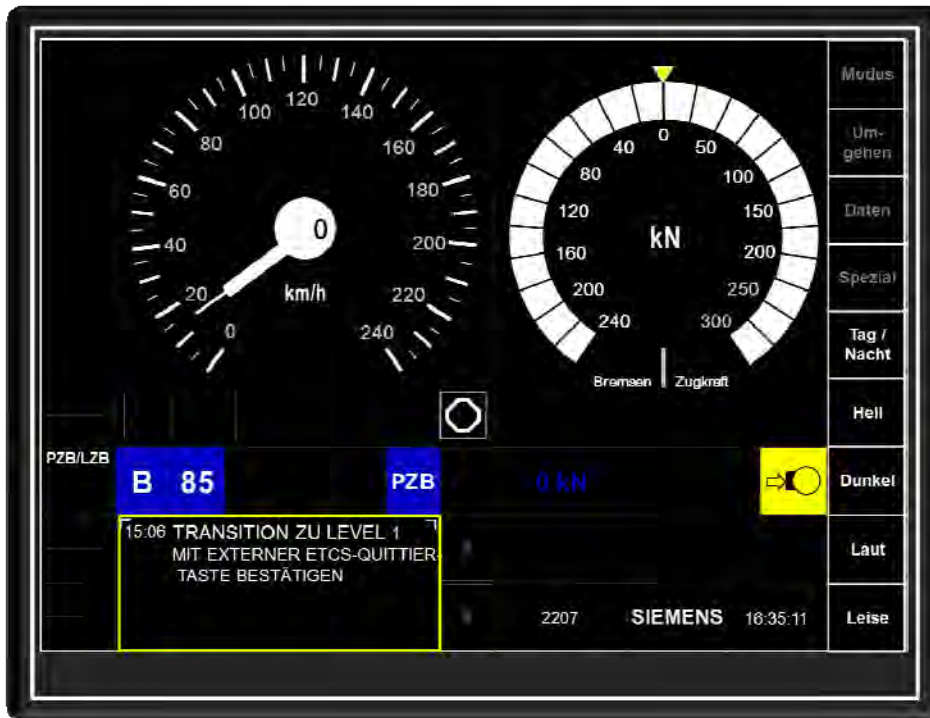 120
100
140
80
160
60
180
40
0
200
20
km/h
220
0
240
0
40
50
80
100
120
150
kN
160
200
200
250
240
300
Bremsen
Zugkraft
Modus
Um-
gehen
Daten
Spezial
Tag /
Nacht
Hell
Dunkel
Laut
Leise
PZB/LZB
B 85
PZB
0 kN
15:06 TRANSITION ZU LEVEL 1
MIT EXTERNER ETCS-QUITTIER-
TASTE BESTÄTIGEN
2207
SIEMENS
16:35:11